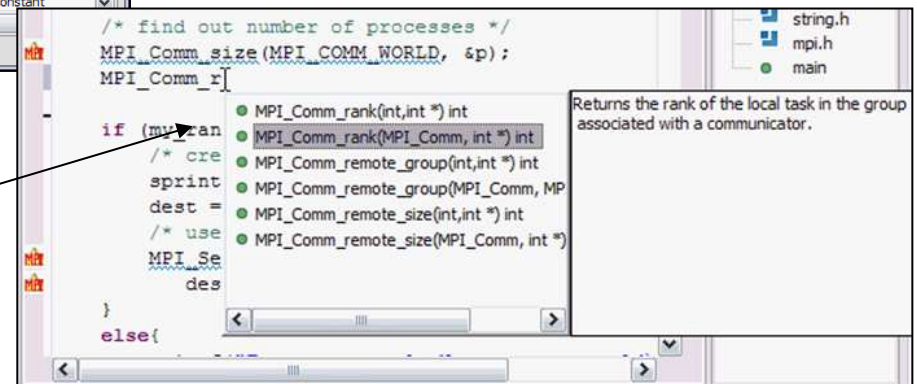 onstant
/* find out number of processes */
MPI_Comm_size(MPI_COMM_WORLD, &p);
MPI_Comm_r
if (my_ran
/* cre
sprint
dest =
/* use
MPI_Se
des
}
else{
MPI_Comm_rank(int,int *) int
MPI_Comm_rank(MPI_Comm, int *) int
MPI_Comm_remote_group(int,int *) int
MPI_Comm_remote_group(MPI_Comm, MP
MPI_Comm_remote_size(int,int *) int
MPI_Comm_remote_size(MPI_Comm, int *)
Returns the rank of the local task in the group
associated with a communicator.
string.h
mpi.h
main